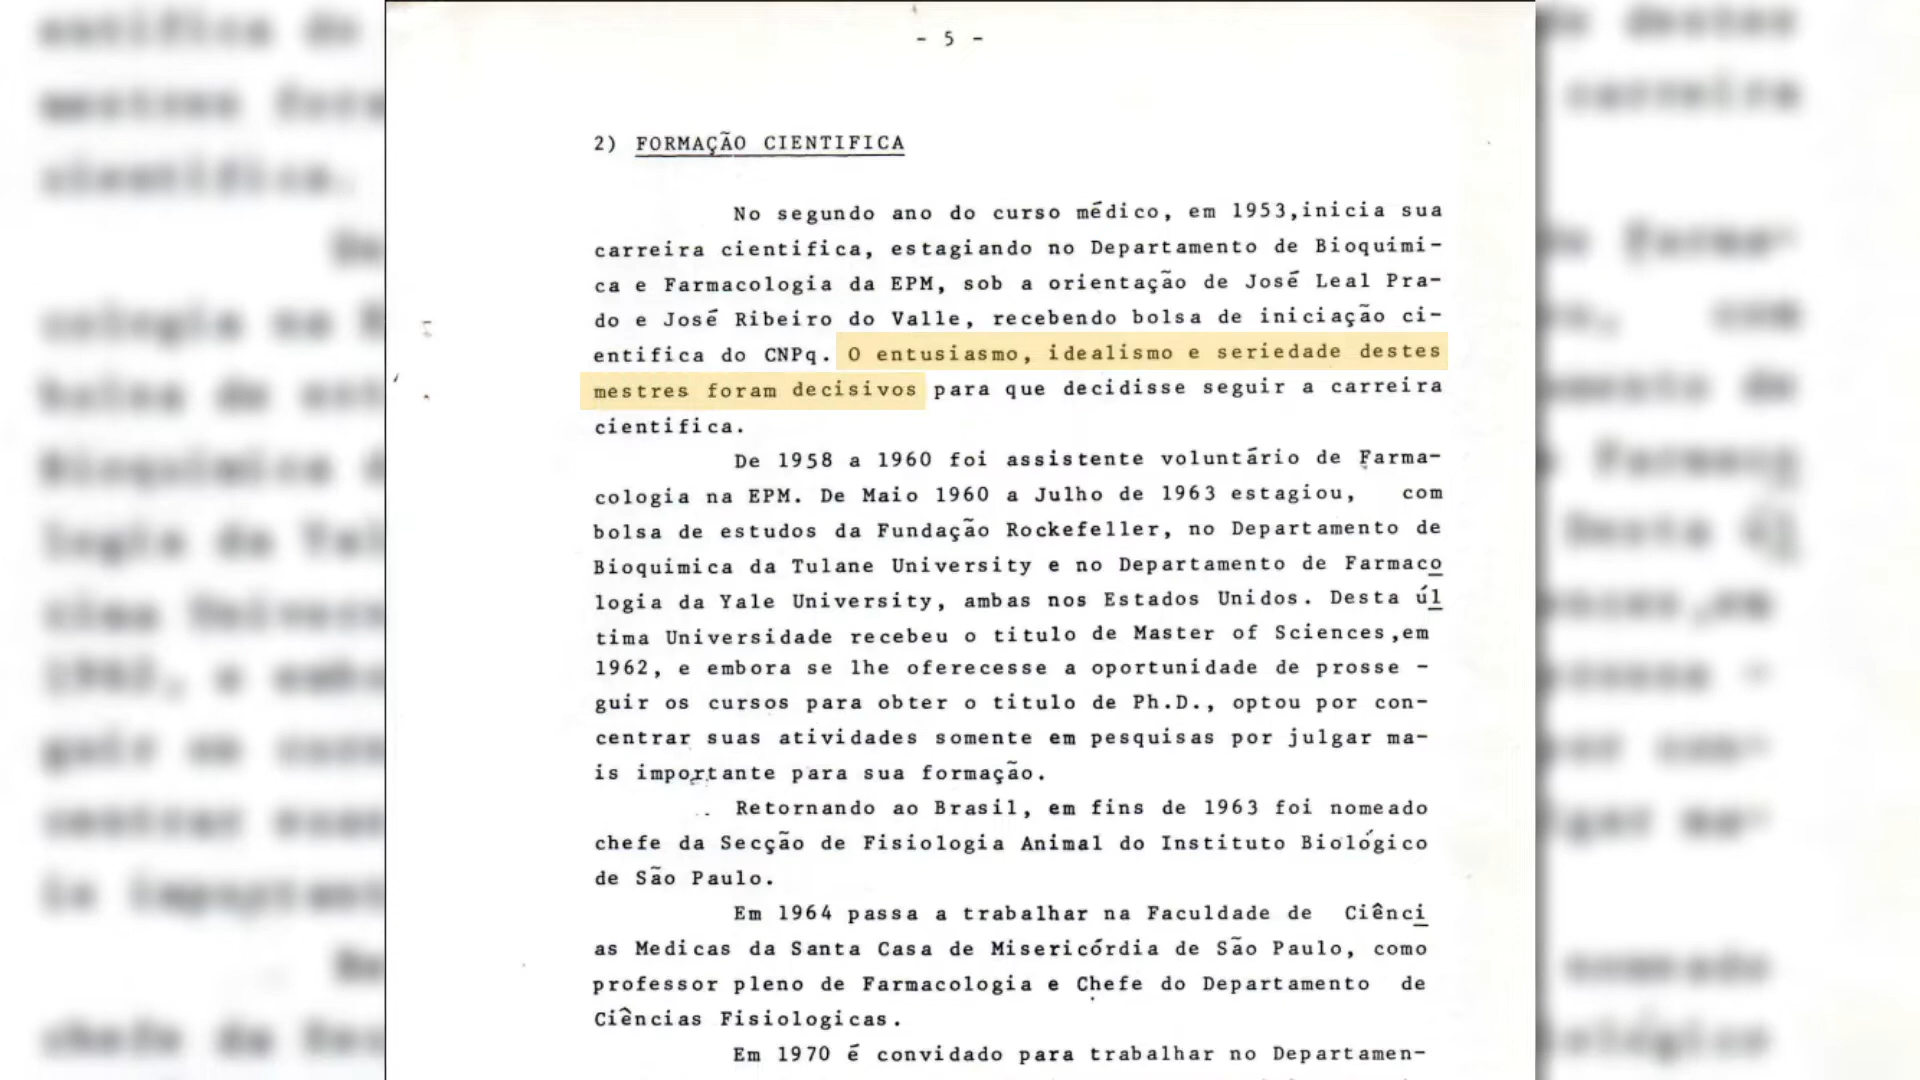 - 5 -
2) FORMAÇÃO CIENTIFICA
No segundo ano do curso médico, em 1953,inicia sua
carreira cientifica, estagiando no Departamento de Bioquimi-
ca e Farmacologia da EPM, sob a orientação de José Leal Pra-
do e José Ribeiro do Valle, recebendo bolsa de iniciação ci-
entifica do CNPq. O entusiasmo, idealismo e seriedade destes
mestres foram decisivos para que decidisse seguir a carreira
cientifica.
De 1958 a 1960 foi assistente voluntário de Farma-
cologia na EPM. De Maio 1960 a Julho de 1963 estagiou, com
bolsa de estudos da Fundação Rockefeller, no Departamento de
Bioquimica da Tulane University e no Departamento de Farmaco
logia da Yale University, ambas nos Estados Unidos. Desta úl
tima Universidade recebeu o titulo de Master of Sciences,em
1962, e embora se lhe oferecesse a oportunidade de prosse -
guir os cursos para obter o titulo de Ph.D., optou por con-
centrar suas atividades somente em pesquisas por julgar ma-
is importante para sua formação.
Retornando ao Brasil, em fins de 1963 foi nomeado
chefe da Secção de Fisiologia Animal do Instituto Biológico
de São Paulo.
Em 1964 passa a trabalhar na Faculdade de Ciênci
as Medicas da Santa Casa de Misericórdia de São Paulo, como
professor pleno de Farmacologia e Chefe do Departamento de
Ciências Fisiologicas.
Em 1970 é convidado para trabalhar no Departamen-